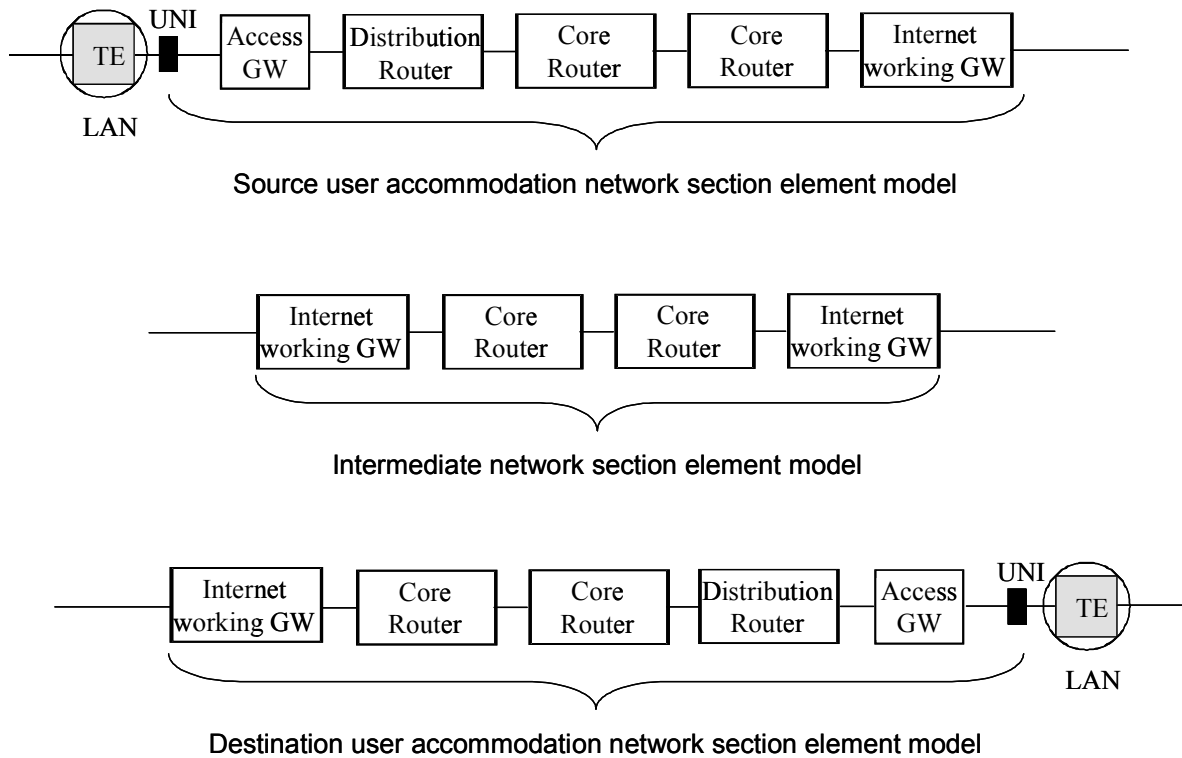 UNI
TE
Access
GW
Distribution
Router
Core
Router
Core
Router
Internet
working GW
LAN
Source user accommodation network section element model
Internet
working GW
Core
Router
Core
Router
Internet
working GW
Intermediate network section element model
Internet
working GW
Core
Router
Core
Router
Distribution
Router
Access
GW
UNI
TE
LAN
Destination user accommodation network section element model